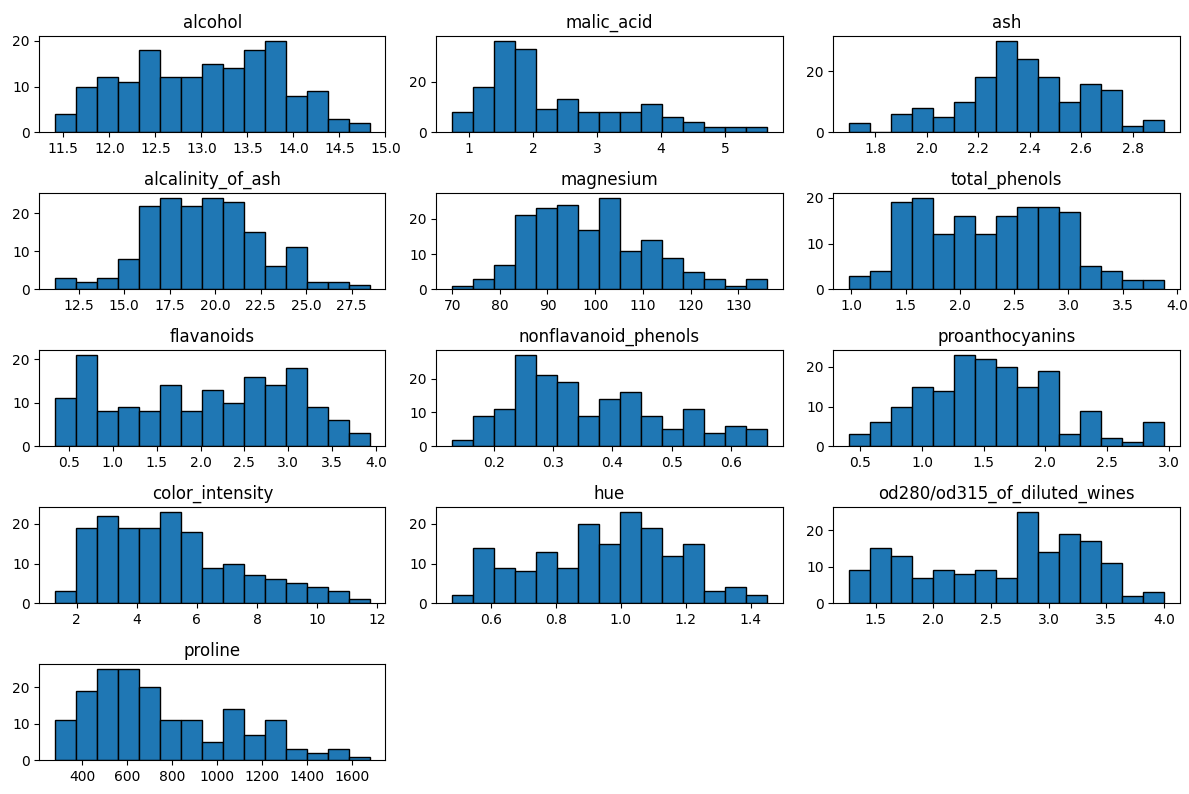 alcohol
malic_acid
ash
20
10
0
11.5 12.0 12.5 13.0 13.5 14.0 14.5 15.0
20
0
1 2 3 4 5
20
0
1.8 2.0 2.2 2.4 2.6 2.8
alcalinity_of_ash
magnesium
total_phenols
20
10
0
12.5 15.0 17.5 20.0 22.5 25.0 27.5
20
10
0
70 80 90 100 110 120 130
20
10
0
1.0 1.5 2.0 2.5 3.0 3.5 4.0
flavanoids
nonflavanoid_phenols
proanthocyanins
20
10
0
0.5 1.0 1.5 2.0 2.5 3.0 3.5 4.0
20
10
0
0.2 0.3 0.4 0.5 0.6
20
10
0
0.5 1.0 1.5 2.0 2.5 3.0
color_intensity
hue
od280/od315_of_diluted_wines
20
10
0
2 4 6 8 10 12
20
10
0
0.6 0.8 1.0 1.2 1.4
20
10
0
1.5 2.0 2.5 3.0 3.5 4.0
proline
20
10
0
400 600 800 1000 1200 1400 1600